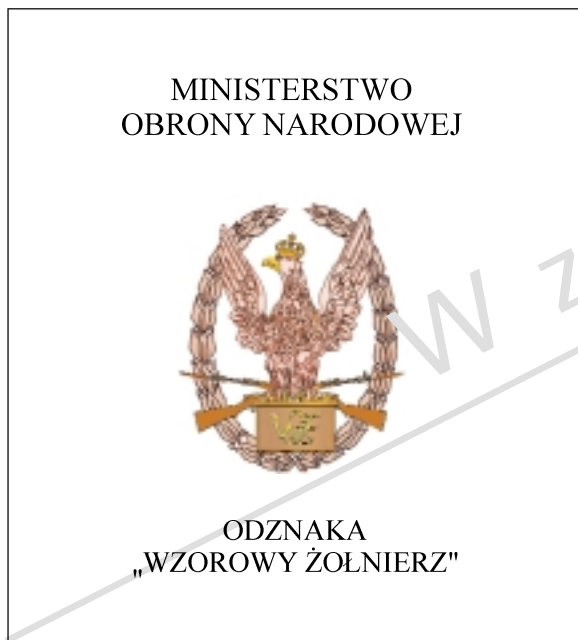 MINISTERSTWO
OBRONY NARODOWEJ
W z
ODZNAKA
„WZOROWY ŻOŁNIERZ"